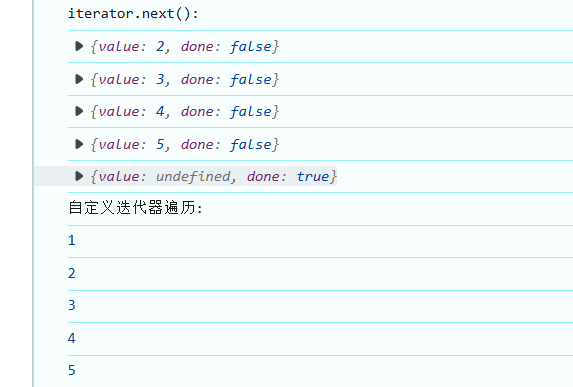 iterator.next():
{value: 2, done: false}
{value: 3, done: false}
{value: 4, done: false}
{value: 5, done: false}
{value: undefined, done: true}
自定义迭代器遍历:
1
2
3
4
5